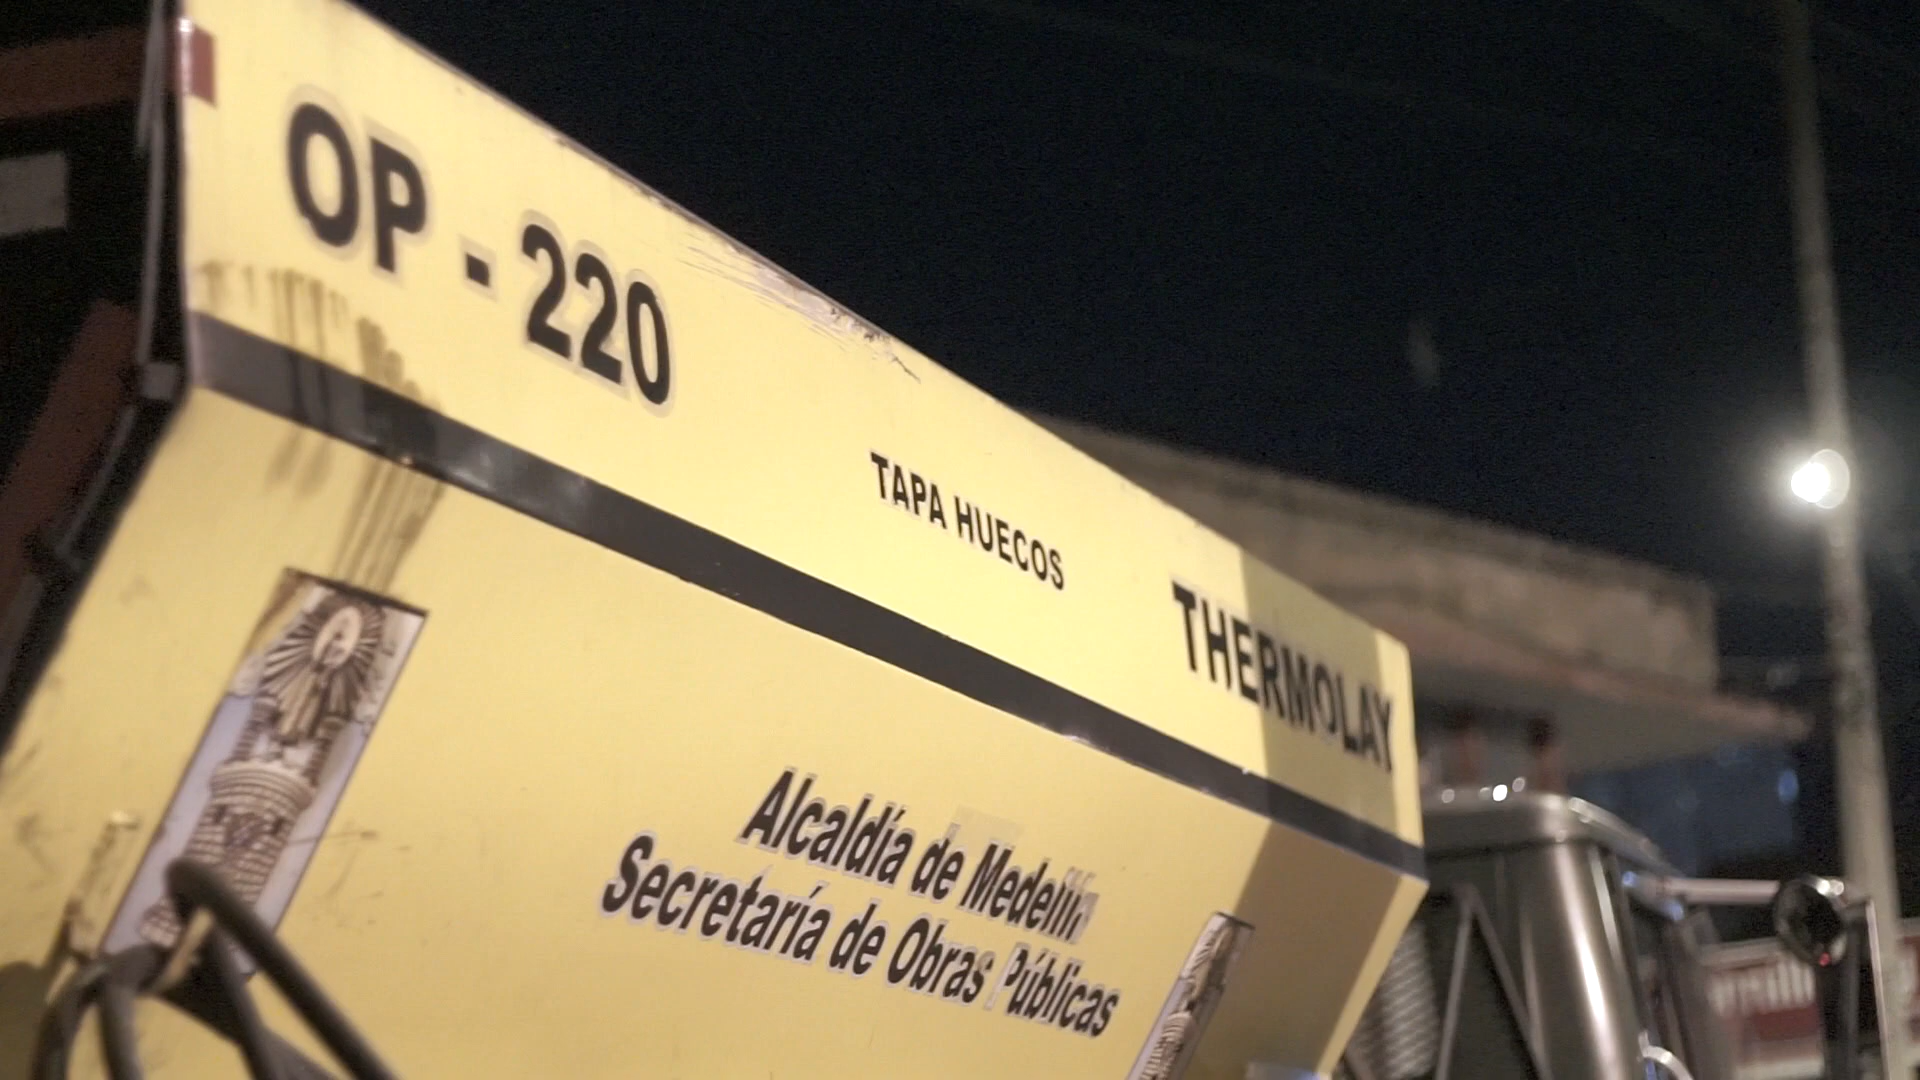 OP - 220
TAPA HUECOS
THERMOLAY
Alcaldía de Medellín
Secretaría de Obras Públicas